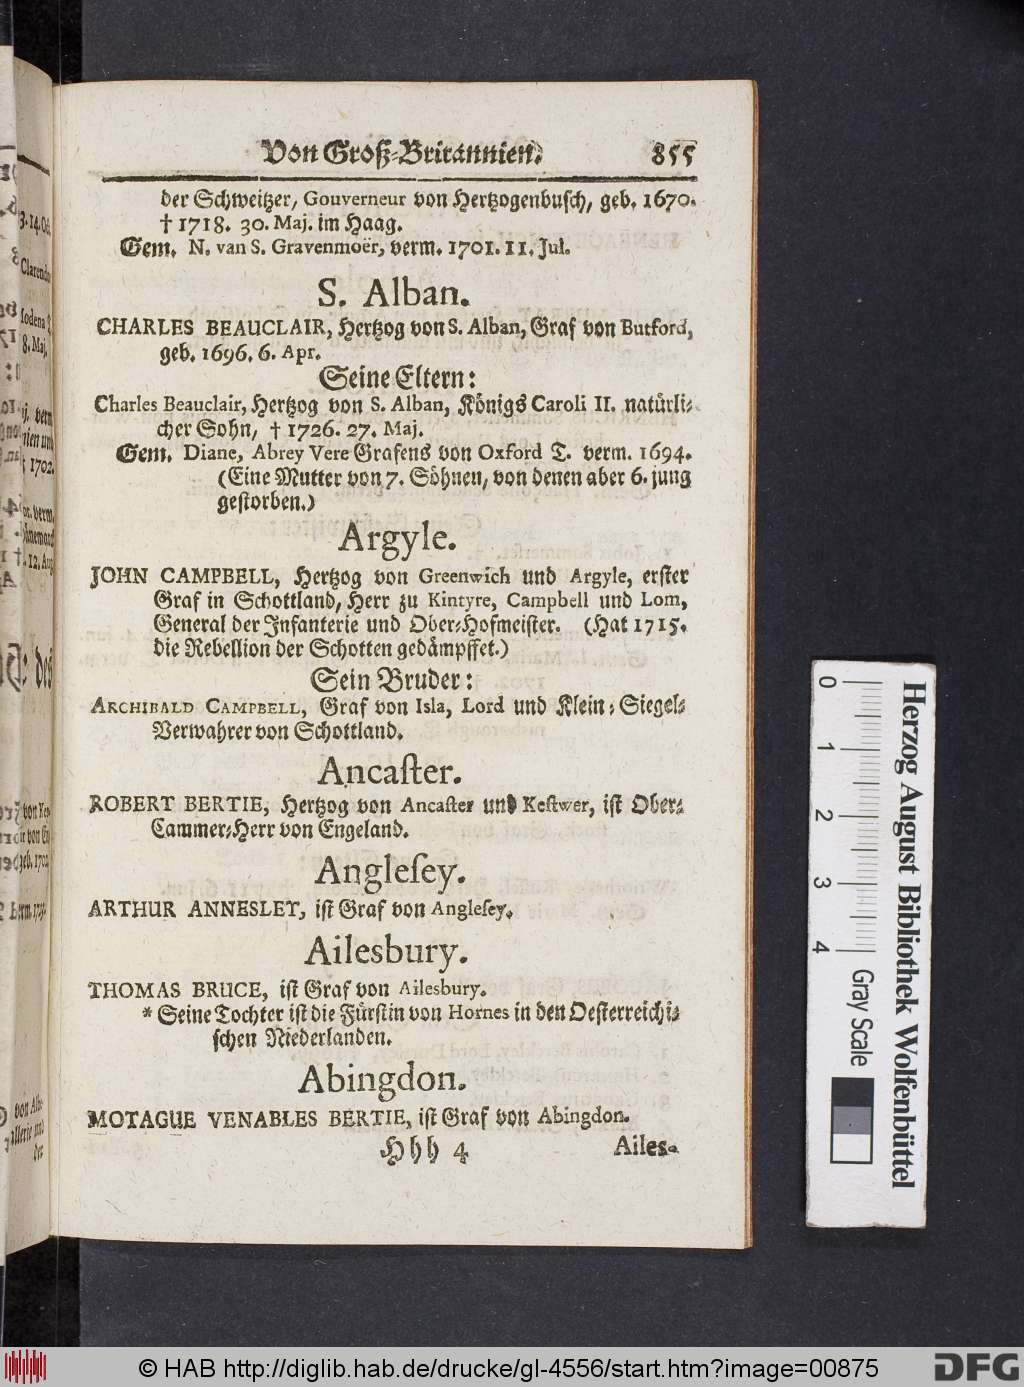 Von Groß-Britannien. 855
der Schweitzer, Gouverneur von Hertzogenbusch, geb. 1670.
† 1718. 30. Maj. im Haag.
Gem. N. van S. Gravenmoër, verm. 1701. 11. Jul.
S. Alban.
CHARLES BEAUCLAIR, Hertzog von S. Alban, Graf von Butford,
geb. 1696. 6. Apr.
Seine Eltern:
Charles Beauclair, Hertzog von S. Alban, Königs Caroli II. natürli-
cher Sohn, † 1726. 27. Maj.
Gem. Diane, Abrey Vere Grafens von Oxford T. verm. 1694.
(Eine Mutter von 7. Söhnen, von denen aber 6. jung
gestorben.)
Argyle.
JOHN CAMPBELL, Hertzog von Greenwich und Argyle, erster
Graf in Schottland, Herr zu Kintyre, Campbell und Lom,
General der Infanterie und Ober-Hofmeister. (Hat 1715.
die Rebellion der Schotten gedämpffet.)
Sein Bruder:
ARCHIBALD CAMPBELL, Graf von Isla, Lord und Klein-Siegel-
Verwahrer von Schottland.
Ancaſter.
ROBERT BERTIE, Hertzog von Ancaſter und Keſtwer, ist Ober-
Cammer-Herr von Engeland.
Angleſey.
ARTHUR ANNESLET, ist Graf von Angleſey.
Ailesbury.
THOMAS BRUCE, ist Graf von Ailesbury.
* Seine Tochter ist die Fürstin von Hornes in den Oesterreichi-
schen Niederlanden.
Abingdon.
MOTAGUE VENABLES BERTIE, ist Graf von Abingdon.
Hhh 4 Ailes-
0 1 2 3 4 Gray Scale
Herzog August Bibliothek Wolfenbüttel
© HAB http://diglib.hab.de/drucke/gl-4556/start.htm?image=00875
DFG